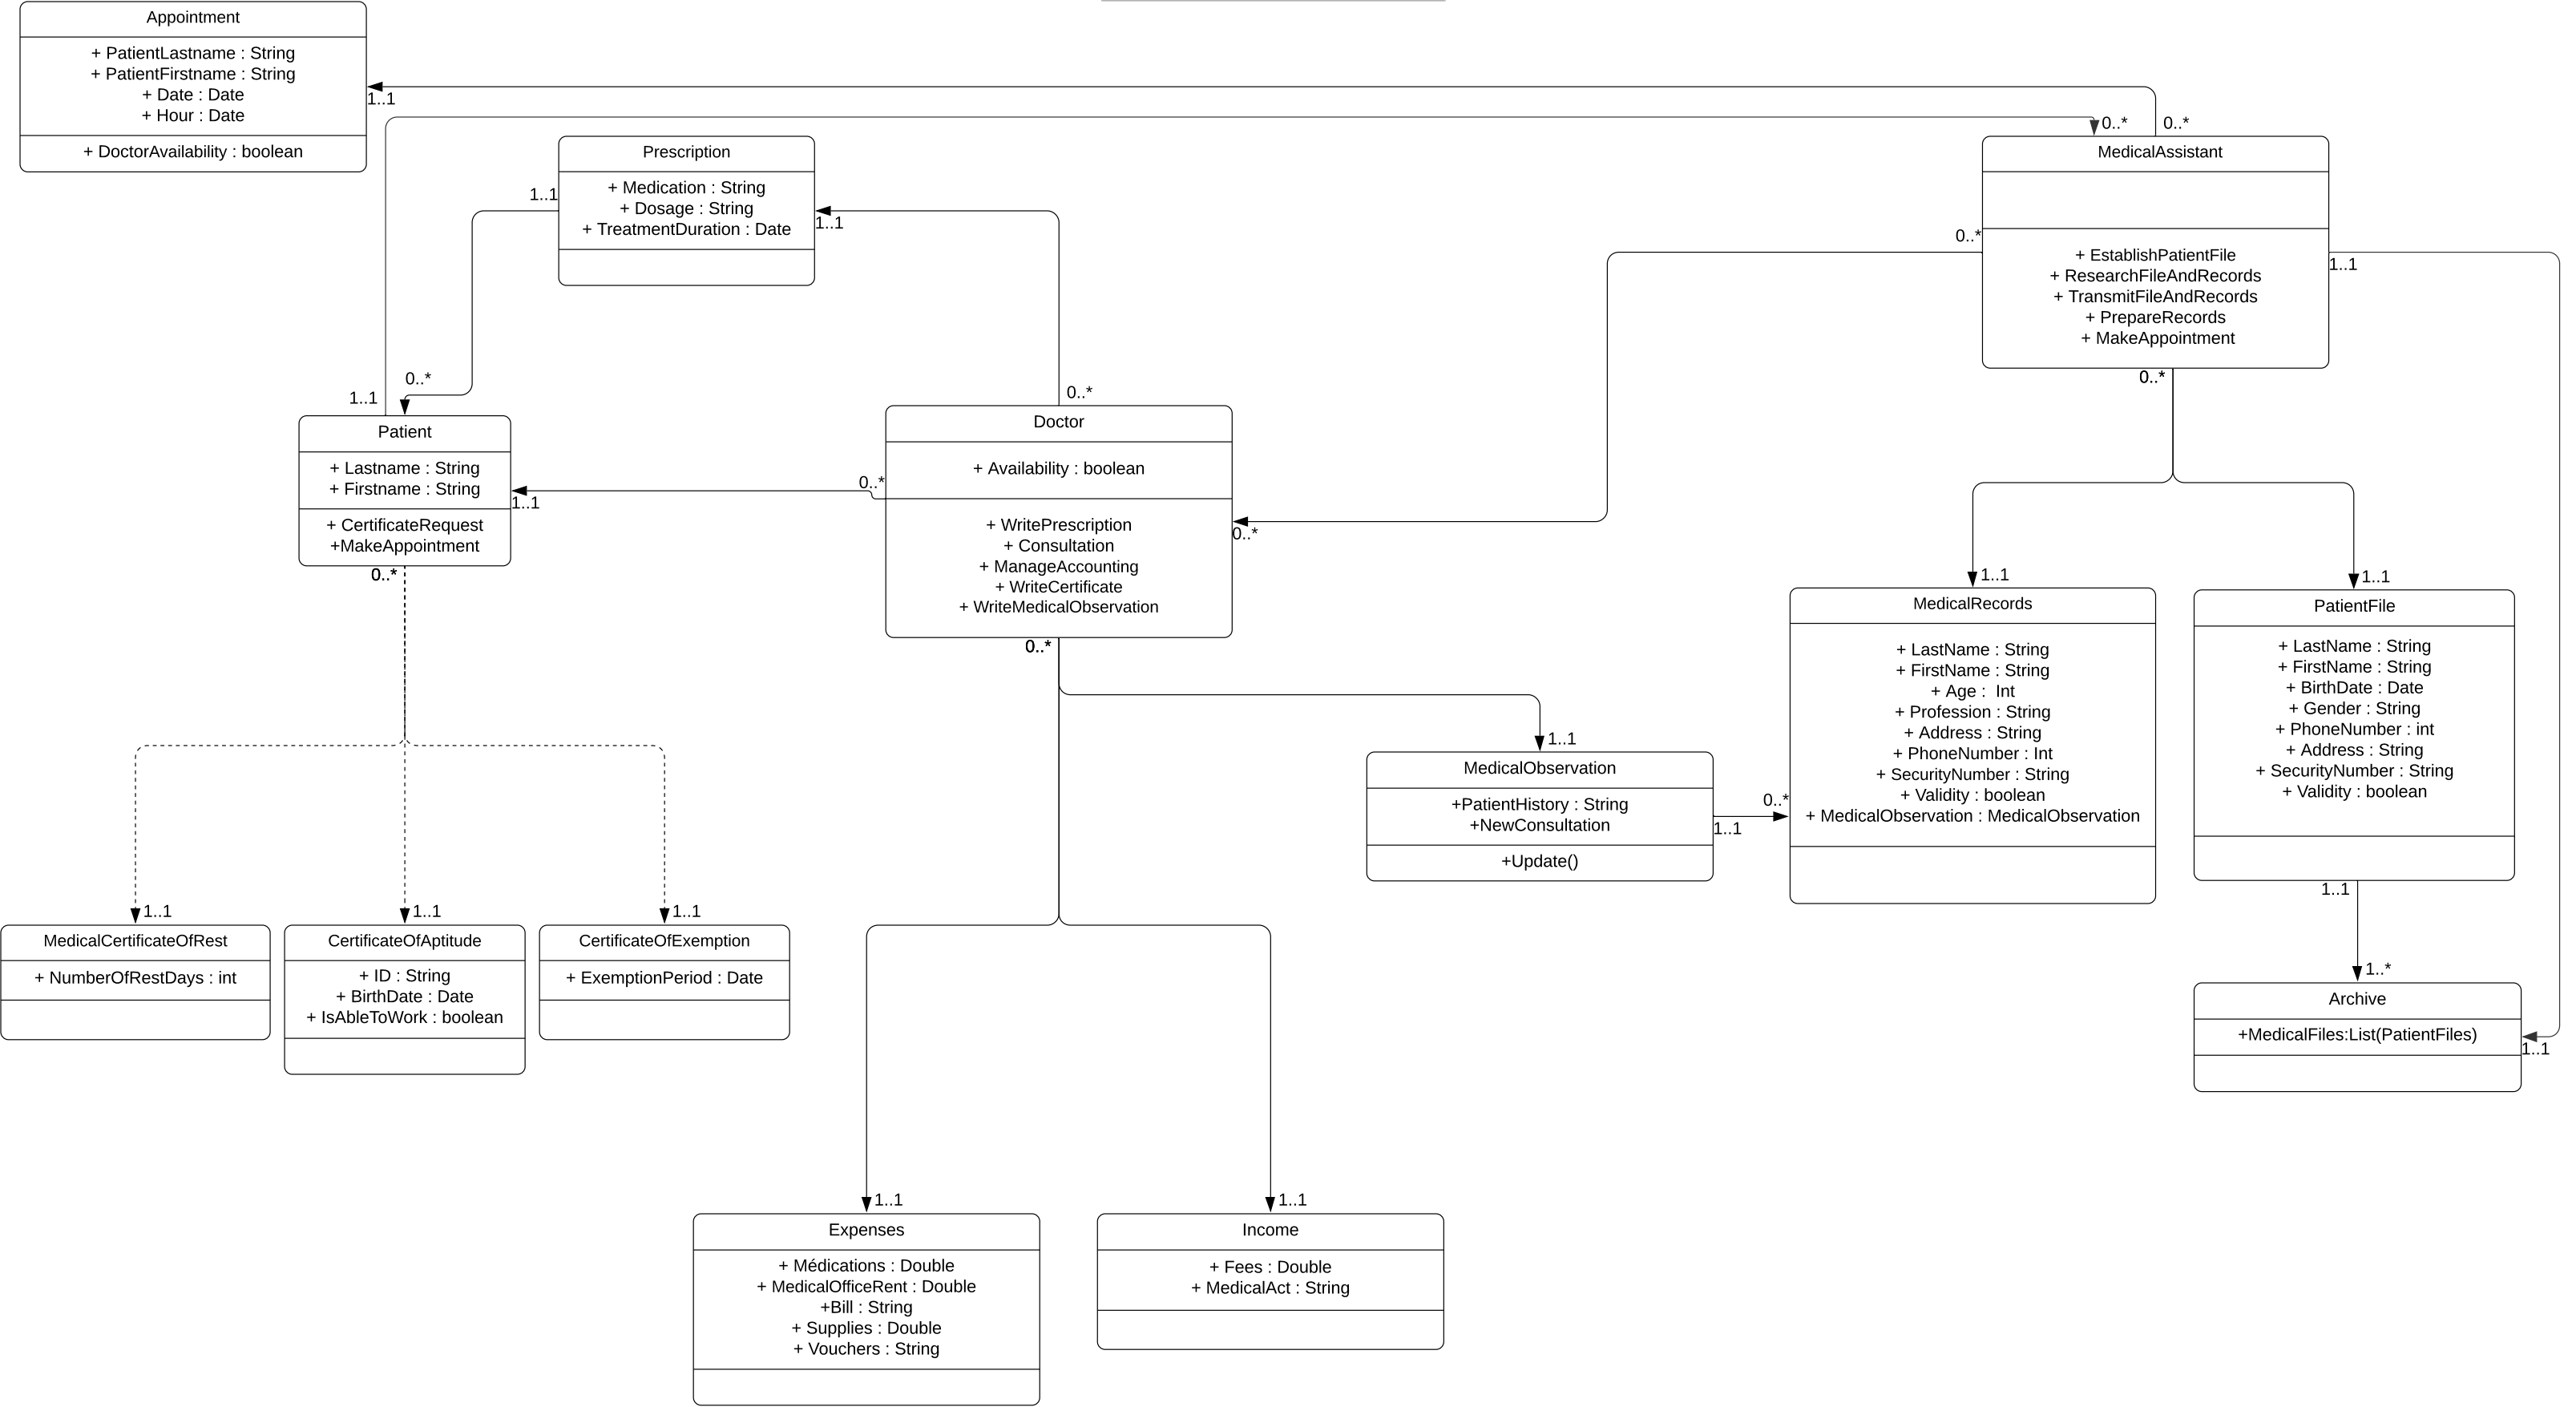 Appointment
+ PatientLastname : String
+ PatientFirstname : String
+ Date : Date
+ Hour : Date
+ DoctorAvailability : boolean
1..1
0..*
0..*
Prescription
+ Medication : String
+ Dosage : String
+ TreatmentDuration : Date
1..1
1..1
MedicalAssistant
+ EstablishPatientFile
+ ResearchFileAndRecords
+ TransmitFileAndRecords
+ PrepareRecords
+ MakeAppointment
0..*
1..1
0..*
0..*
1..1
0..*
Patient
+ Lastname : String
+ Firstname : String
+ CertificateRequest
+MakeAppointment
1..1
0..*
0..*
Doctor
+ Availability : boolean
+ WritePrescription
+ Consultation
+ ManageAccounting
+ WriteCertificate
+ WriteMedicalObservation
0..*
0..*
1..1
MedicalRecords
+ LastName : String
+ FirstName : String
+ Age :  Int
+ Profession : String
+ Address : String
+ PhoneNumber : Int
+ SecurityNumber : String
+ Validity : boolean
+ MedicalObservation : MedicalObservation
1..1
PatientFile
+ LastName : String
+ FirstName : String
+ BirthDate : Date
+ Gender : String
+ PhoneNumber : int
+ Address : String
+ SecurityNumber : String
+ Validity : boolean
1..1
1..1
MedicalObservation
+PatientHistory : String
+NewConsultation
+Update()
0..*
1..1
1..1
MedicalCertificateOfRest
+ NumberOfRestDays : int
1..1
CertificateOfAptitude
+ ID : String
+ BirthDate : Date
+ IsAbleToWork : boolean
1..1
CertificateOfExemption
+ ExemptionPeriod : Date
1..*
Archive
+MedicalFiles:List(PatientFiles)
1..1
1..1
Expenses
+ Médications : Double
+ MedicalOfficeRent : Double
+Bill : String
+ Supplies : Double
+ Vouchers : String
1..1
Income
+ Fees : Double
+ MedicalAct : String